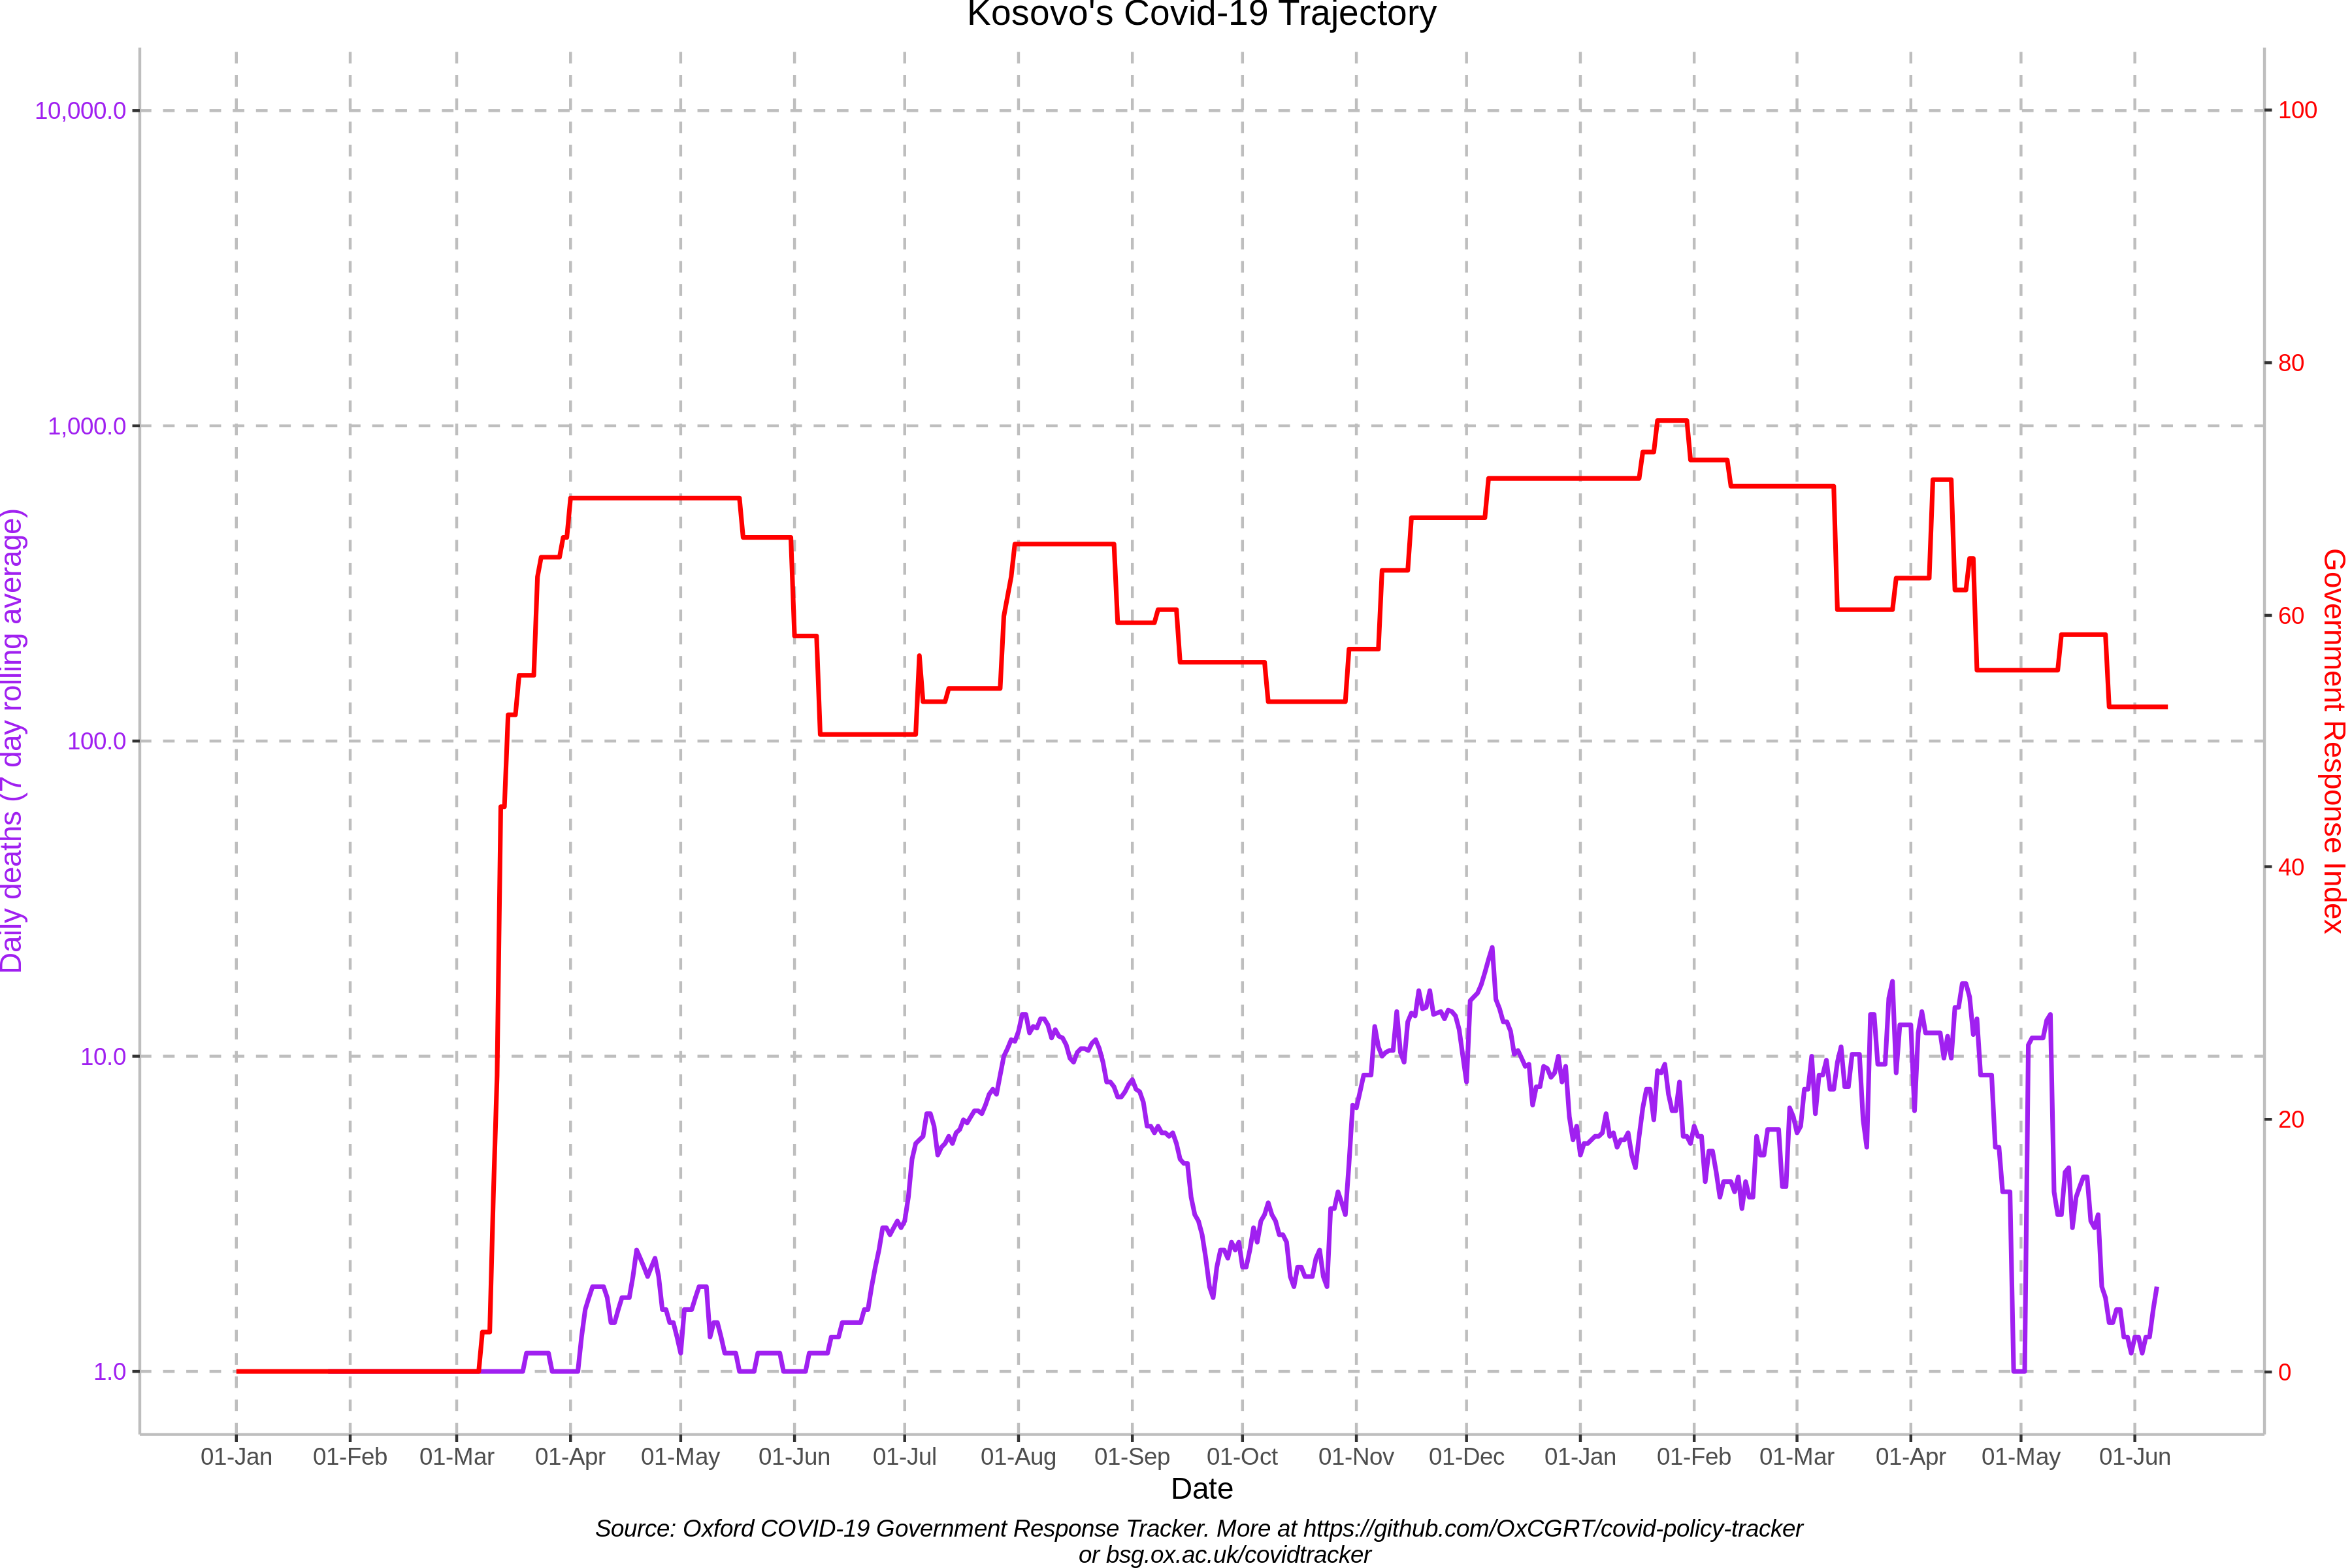 Kosovo's Covid-19 Trajectory
10,000.0
1,000.0
100.0
10.0
1.0
Daily deaths (7 day rolling average)
100
80
60
40
20
0
Government Response Index
01-Jan 01-Feb 01-Mar 01-Apr 01-May 01-Jun 01-Jul 01-Aug 01-Sep 01-Oct 01-Nov 01-Dec 01-Jan 01-Feb 01-Mar 01-Apr 01-May 01-Jun
Date
Source: Oxford COVID-19 Government Response Tracker. More at https://github.com/OxCGRT/covid-policy-tracker
or bsg.ox.ac.uk/covidtracker